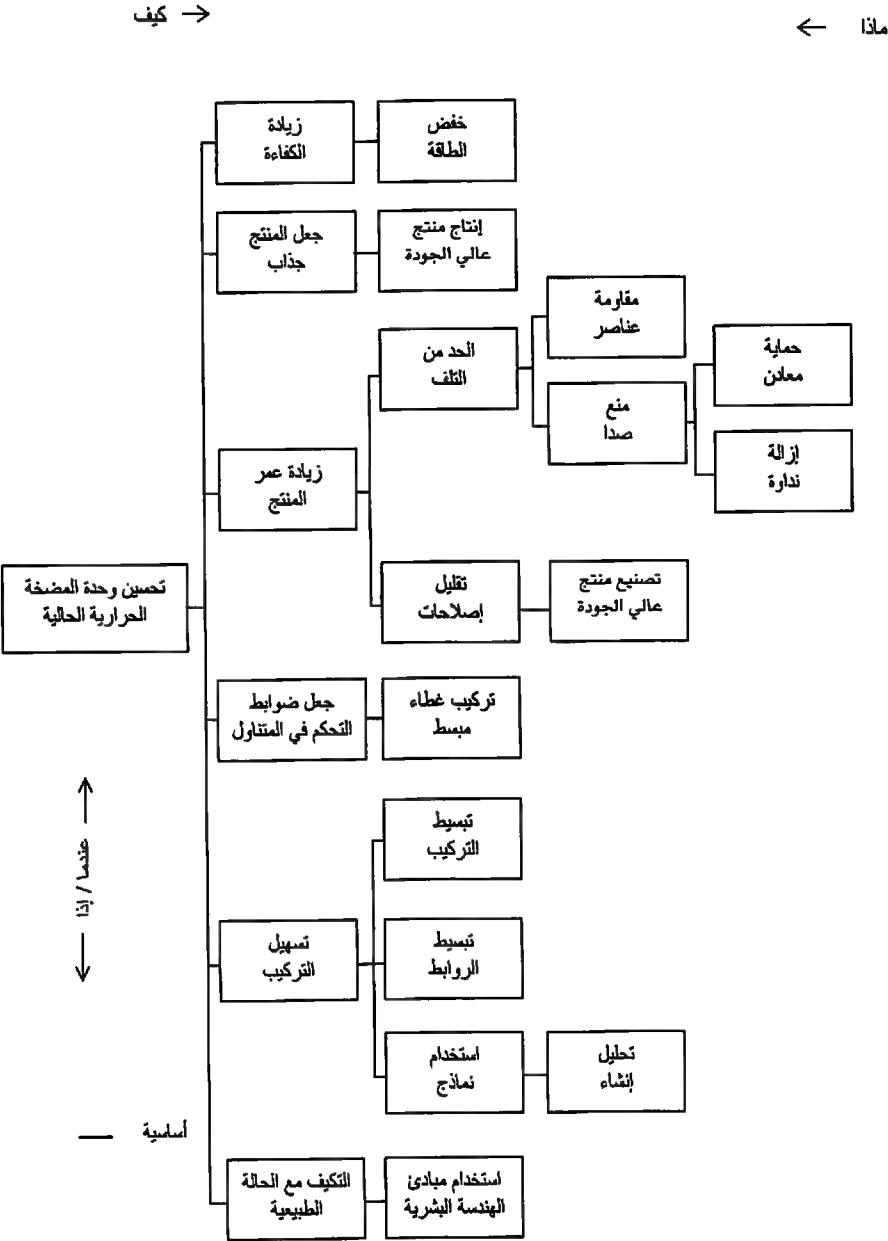 كيف
ماذا
زيادة
الكفاءة
خفض
الطاقة
جعل المنتج
جذاب
إنتاج منتج
عالي الجودة
الحد من
التلف
مقاومة
عناصر
منع
صدا
حماية
معادن
إزالة
نداوة
زيادة عمر
المنتج
تقليل
إصلاحات
تصنيع منتج
عالي الجودة
تحسين وحدة المضخة
الحرارية الحالية
جعل ضوابط
التحكم في المتناول
تركيب غطاء
مبسط
عندما / إذا
تبسيط
التركيب
تسهيل
التركيب
تبسيط
الروابط
استخدام
نماذج
تحليل
إنشاء
أساسية
التكيف مع الحالة
الطبيعية
استخدام مبادئ
الهندسة البشرية